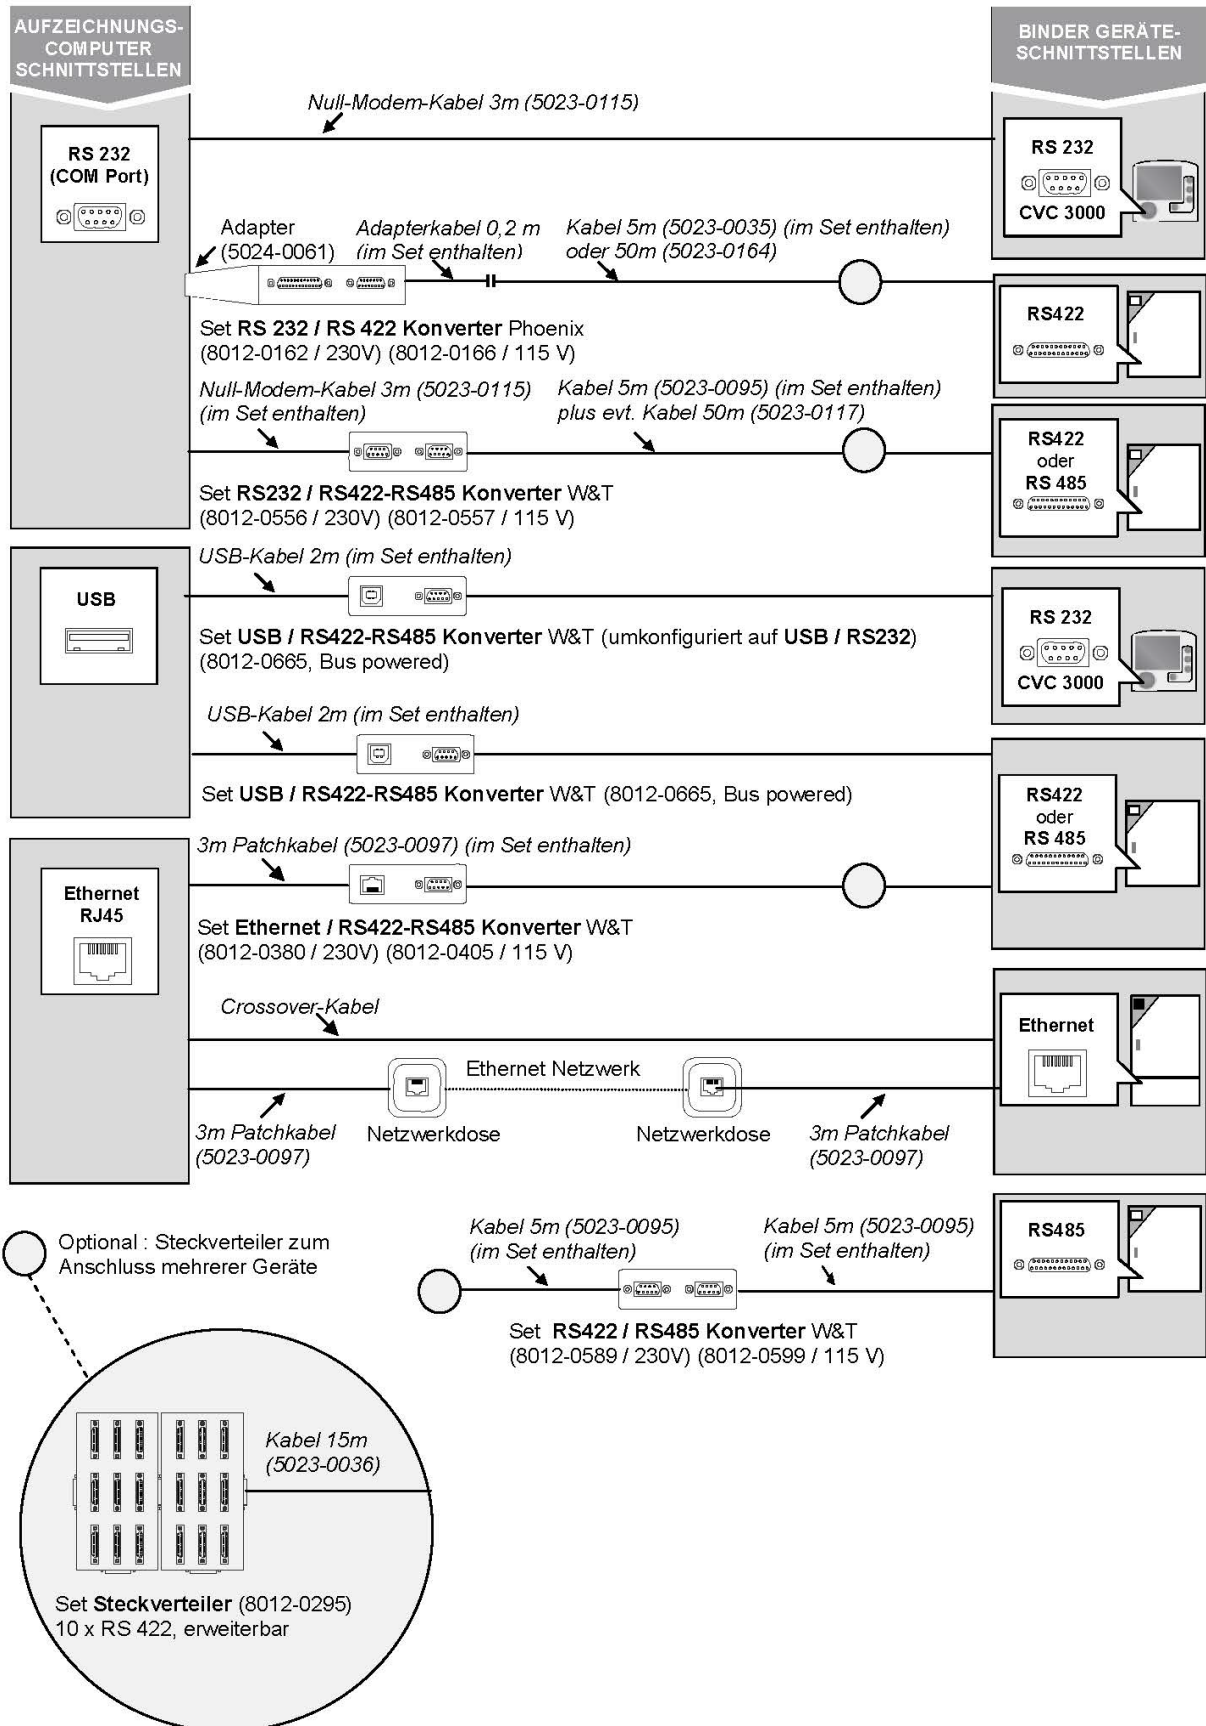 AUFZEICHNUNGS-
COMPUTER
SCHNITTSTELLEN
BINDER GERÄTE-
SCHNITTSTELLEN
Null-Modem-Kabel 3m (5023-0115)
RS 232
(COM Port)
RS 232
CVC 3000
Adapter
(5024-0061)
Adapterkabel 0,2 m
(im Set enthalten)
Kabel 5m (5023-0035) (im Set enthalten)
oder 50m (5023-0164)
RS422
Set RS 232 / RS 422 Konverter Phoenix
(8012-0162 / 230V) (8012-0166 / 115 V)
Null-Modem-Kabel 3m (5023-0115)
(im Set enthalten)
Kabel 5m (5023-0095) (im Set enthalten)
plus evt. Kabel 50m (5023-0117)
RS422
oder
RS 485
Set RS232 / RS422-RS485 Konverter W&T
(8012-0556 / 230V) (8012-0557 / 115 V)
USB-Kabel 2m (im Set enthalten)
USB
RS 232
CVC 3000
Set USB / RS422-RS485 Konverter W&T (umkonfiguriert auf USB / RS232)
(8012-0665, Bus powered)
USB-Kabel 2m (im Set enthalten)
Set USB / RS422-RS485 Konverter W&T (8012-0665, Bus powered)
RS422
oder
RS 485
3m Patchkabel (5023-0097) (im Set enthalten)
Ethernet
RJ45
Set Ethernet / RS422-RS485 Konverter W&T
(8012-0380 / 230V) (8012-0405 / 115 V)
Crossover-Kabel
Ethernet
Ethernet Netzwerk
3m Patchkabel
(5023-0097)
Netzwerkdose
Netzwerkdose
3m Patchkabel
(5023-0097)
Optional : Steckverteiler zum
Anschluss mehrerer Geräte
Kabel 5m (5023-0095)
(im Set enthalten)
Kabel 5m (5023-0095)
(im Set enthalten)
RS485
Set RS422 / RS485 Konverter W&T
(8012-0589 / 230V) (8012-0599 / 115 V)
Kabel 15m
(5023-0036)
Set Steckverteiler (8012-0295)
10 x RS 422, erweiterbar